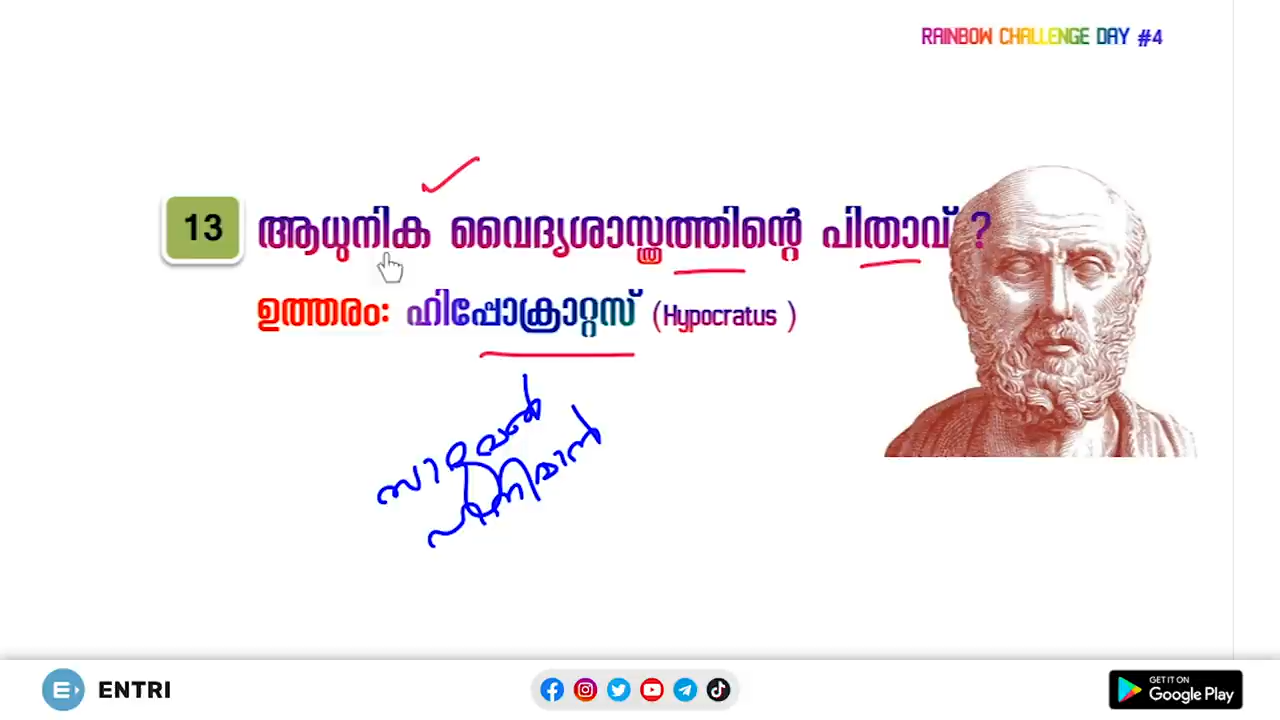 RAINBOW CHALLENGE DAY #4
13 ആധുനിക വൈദ്യശാസ്ത്രത്തിന്റെ പിതാവ് ?
ഉത്തരം: ഹിപ്പോക്രാറ്റസ് (Hypocratus )
ENTRI
GET IT ON
Google Play